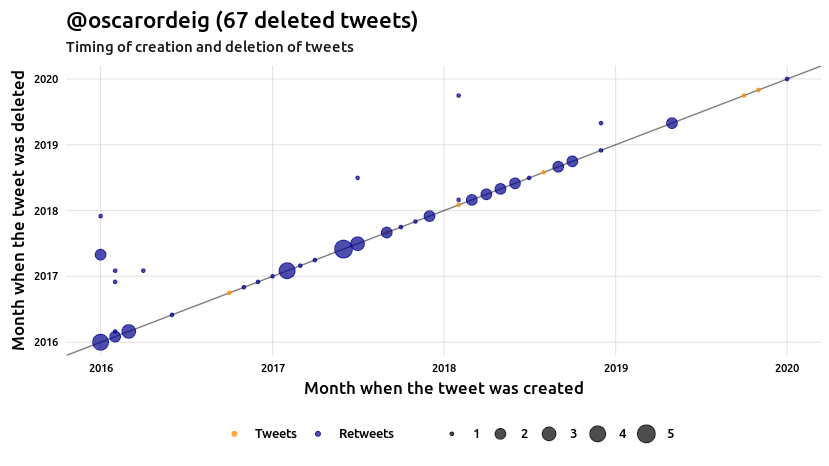 @oscarordeig (67 deleted tweets)
Timing of creation and deletion of tweets
Month when the tweet was deleted
2020
2019
2018
2017
2016
2016 2017 2018 2019 2020
Month when the tweet was created
Tweets Retweets 1 2 3 4 5